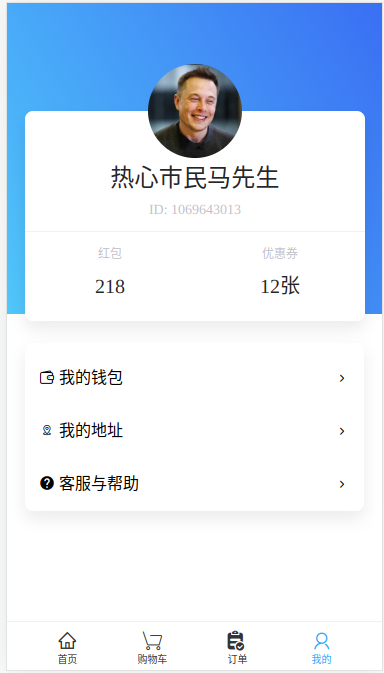 热心市民马先生
ID: 1069643013
红包 优惠券
218 12张
我的钱包
我的地址
客服与帮助
首页 购物车 订单 我的